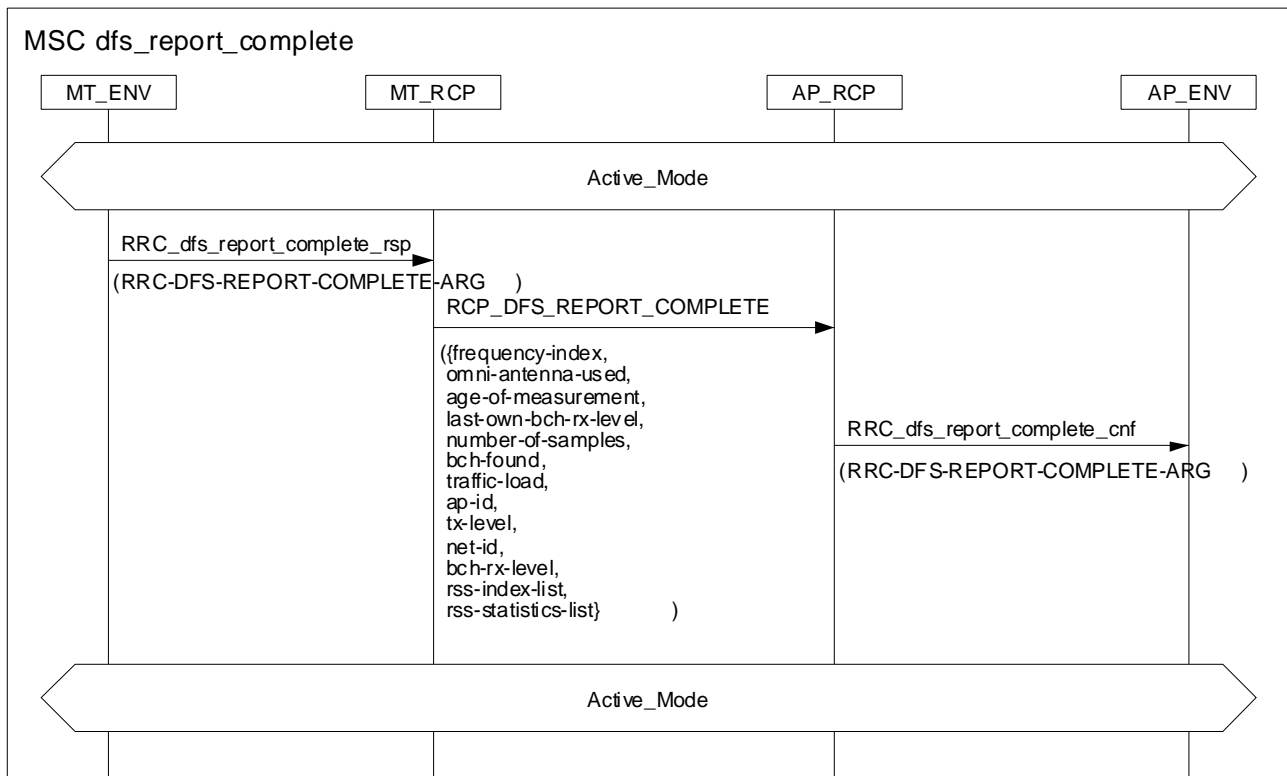 MSC dfs_report_complete
MT_ENV
MT_RCP
AP_RCP
AP_ENV
Active_Mode
RRC_dfs_report_complete_rsp
(RRC-DFS-REPORT-COMPLETE-ARG )
RCP_DFS_REPORT_COMPLETE
({frequency-index,
omni-antenna-used,
age-of-measurement,
last-own-bch-rx-level,
number-of-samples,
bch-found,
traffic-load,
ap-id,
tx-level,
net-id,
bch-rx-level,
rss-index-list,
rss-statistics-list} )
RRC_dfs_report_complete_cnf
(RRC-DFS-REPORT-COMPLETE-ARG )
Active_Mode